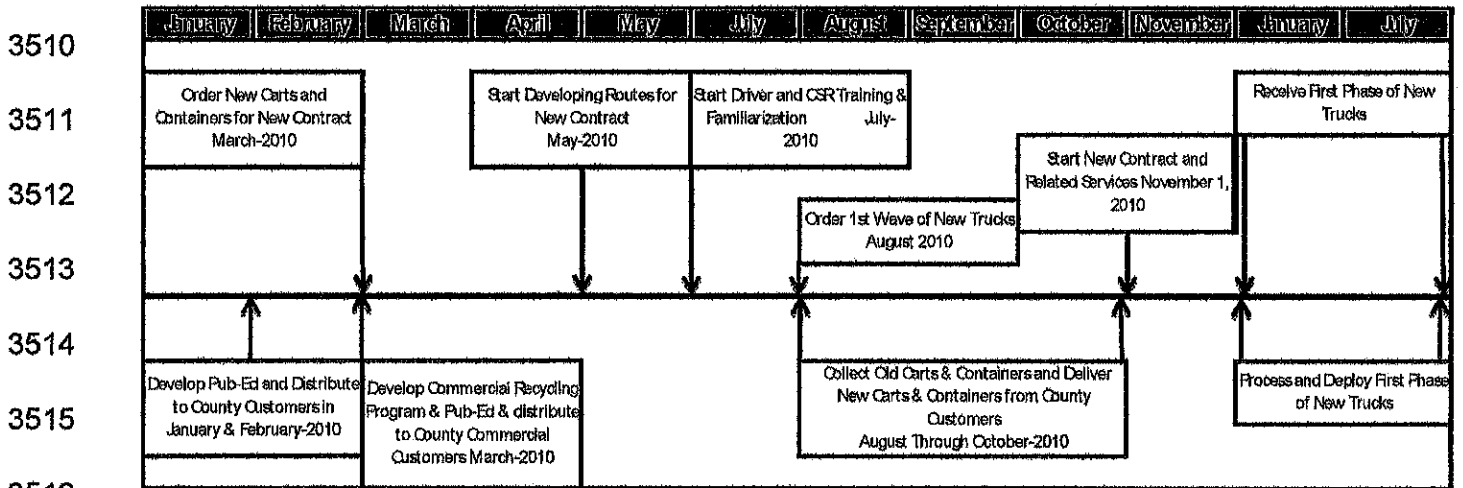 January February March April May July August September October November January July
3510
3511
3512
3513
3514
3515
Order New Carts and
Containers for New Contract
March-2010
Start Developing Routes for
New Contract
May-2010
Start Driver and CSR Training &
Familiarization July-
2010
Order 1st Wave of New Trucks
August 2010
Start New Contract and
Related Services November 1,
2010
Receive First Phase of New
Trucks
Develop Pub-Ed and Distribute
to County Customers in
January & February-2010
Develop Commercial Recycling
Program & Pub-Ed & distribute
to County Commercial
Customers March-2010
Collect Old Carts & Containers and Deliver
New Carts & Containers from County
Customers
August Through October-2010
Process and Deploy First Phase
of New Trucks